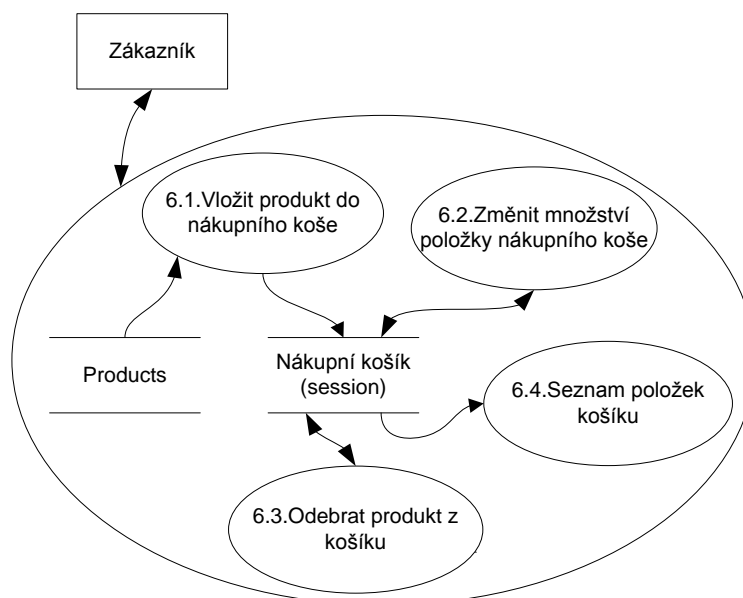 Zákazník
6.1.Vložit produkt do
nákupního koše
6.2.Změnit množství
položky nákupního koše
Products
Nákupní košík
(session)
6.4.Seznam položek
košíku
6.3.Odebrat produkt z
košíku